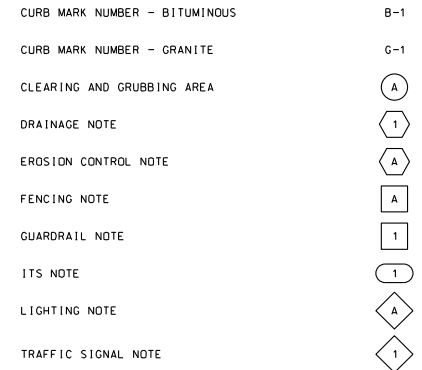 CURB MARK NUMBER - BITUMINOUS B-1
CURB MARK NUMBER - GRANITE G-1
CLEARING AND GRUBBING AREA A
DRAINAGE NOTE 1
EROSION CONTROL NOTE A
FENCING NOTE A
GUARDRAIL NOTE 1
ITS NOTE 1
LIGHTING NOTE A
TRAFFIC SIGNAL NOTE 1